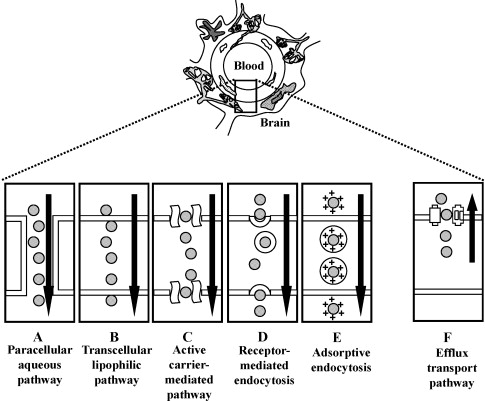 Blood
Brain
A
Paracellular
aqueous
pathway
B
Transcellular
lipophilic
pathway
C
Active
carrier-
mediated
pathway
D
Receptor-
mediated
endocytosis
E
Adsorptive
endocytosis
F
Efflux
transport
pathway